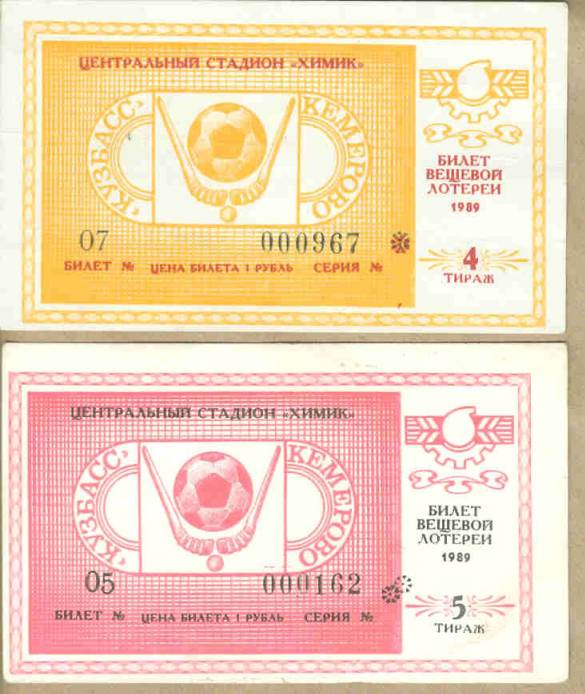 ЦЕНТРАЛЬНЫЙ СТАДИОН «ХИМИК»
«КУЗБАСС»
КЕМЕРОВО
07
000967
БИЛЕТ № ЦЕНА БИЛЕТА 1 РУБЛЬ СЕРИЯ №
БИЛЕТ
ВЕЩЕВОЙ
ЛОТЕРЕИ
1989
4
ТИРАЖ
ЦЕНТРАЛЬНЫЙ СТАДИОН «ХИМИК»
«КУЗБАСС»
КЕМЕРОВО
05
000162
БИЛЕТ № ЦЕНА БИЛЕТА 1 РУБЛЬ СЕРИЯ №
БИЛЕТ
ВЕЩЕВОЙ
ЛОТЕРЕИ
1989
5
ТИРАЖ